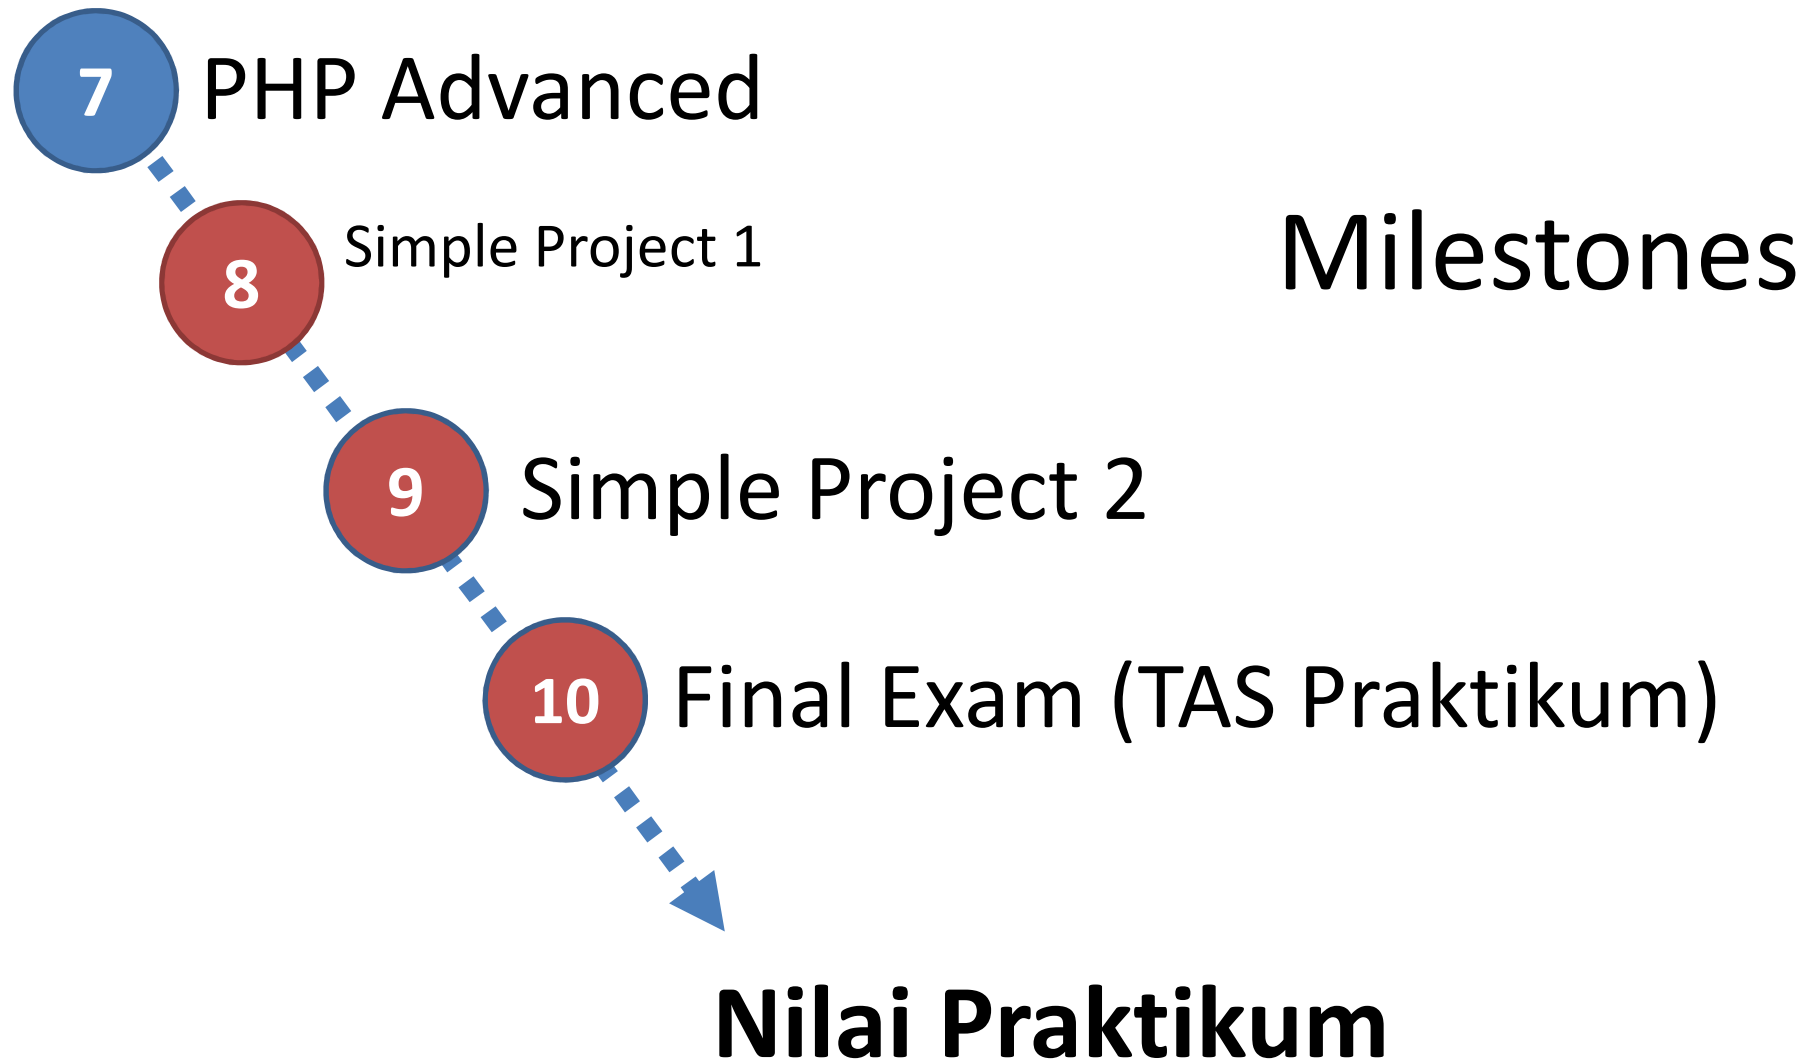 7 PHP Advanced
8 Simple Project 1
Milestones
9 Simple Project 2
10 Final Exam (TAS Praktikum)
Nilai Praktikum